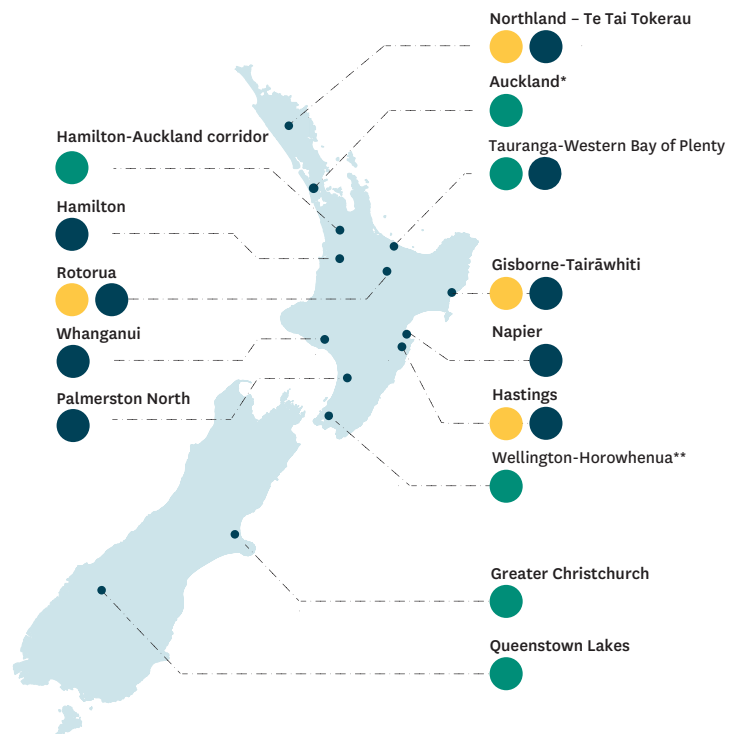 Northland – Te Tai Tokerau
Auckland*
Hamilton-Auckland corridor
Tauranga-Western Bay of Plenty
Hamilton
Rotorua
Gisborne-Tairāwhiti
Whanganui
Napier
Palmerston North
Hastings
Wellington-Horowhenua**
Greater Christchurch
Queenstown Lakes